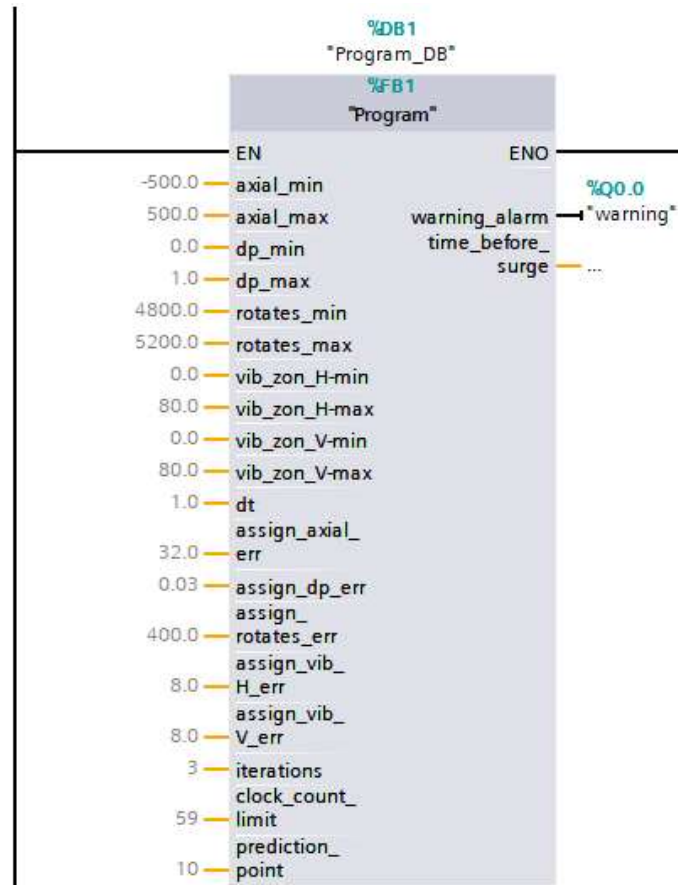 %DB1
"Program_DB"
%FB1
"Program"
EN ENO
-500.0 axial_min %Q0.0
500.0 axial_max warning_alarm "warning"
0.0 dp_min time_before_
1.0 dp_max surge ...
4800.0 rotates_min
5200.0 rotates_max
0.0 vib_zon_H-min
80.0 vib_zon_H-max
0.0 vib_zon_V-min
80.0 vib_zon_V-max
1.0 dt
assign_axial_
32.0 err
0.03 assign_dp_err
assign_
400.0 rotates_err
assign_vib_
8.0 H_err
assign_vib_
8.0 V_err
3 iterations
clock_count_
59 limit
prediction_
10 point